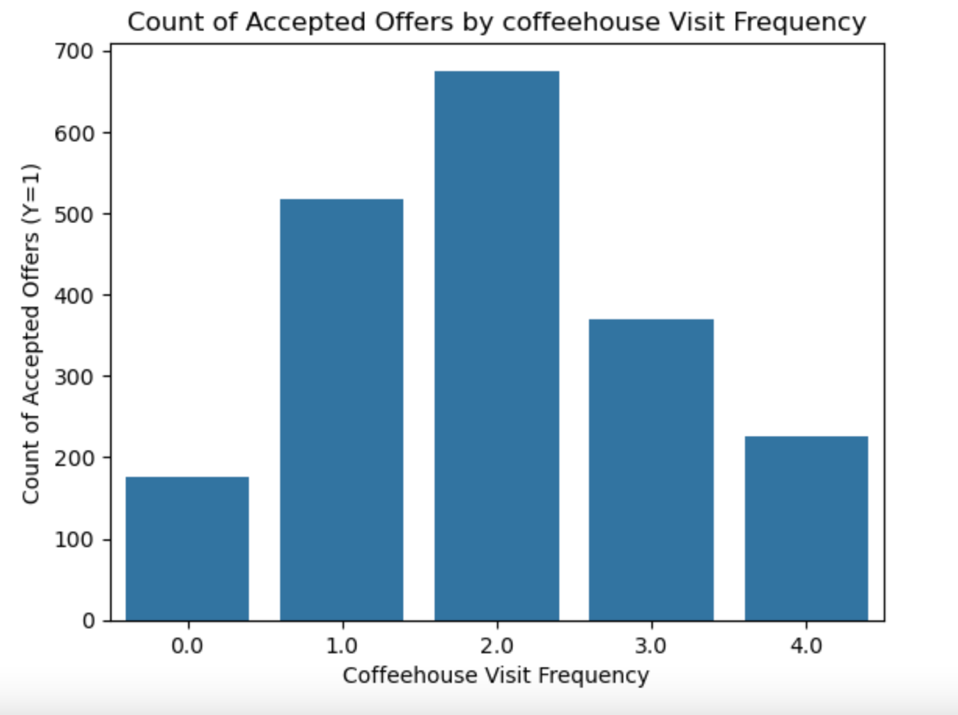 Count of Accepted Offers by coffeehouse Visit Frequency
Count of Accepted Offers (Y=1)
700
600
500
400
300
200
100
0
0.0 1.0 2.0 3.0 4.0
Coffeehouse Visit Frequency